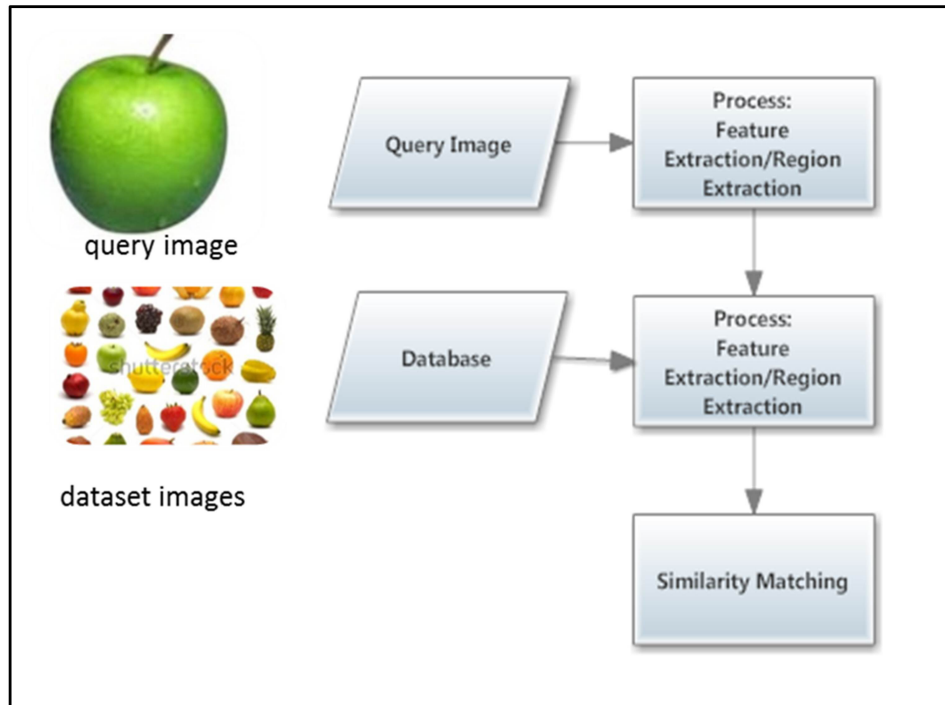 query image
dataset images
shutterstock
Query Image
Process:
Feature
Extraction/Region
Extraction
Database
Process:
Feature
Extraction/Region
Extraction
Similarity Matching